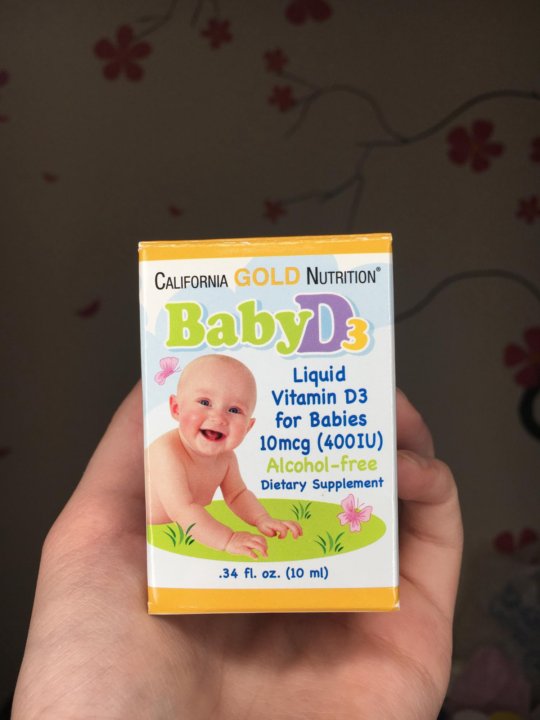 CALIFORNIA GOLD NUTRITION®
BabyD3
Liquid
Vitamin D3
for Babies
10mcg (400IU)
Alcohol-free
Dietary Supplement
.34 fl. oz. (10 ml)